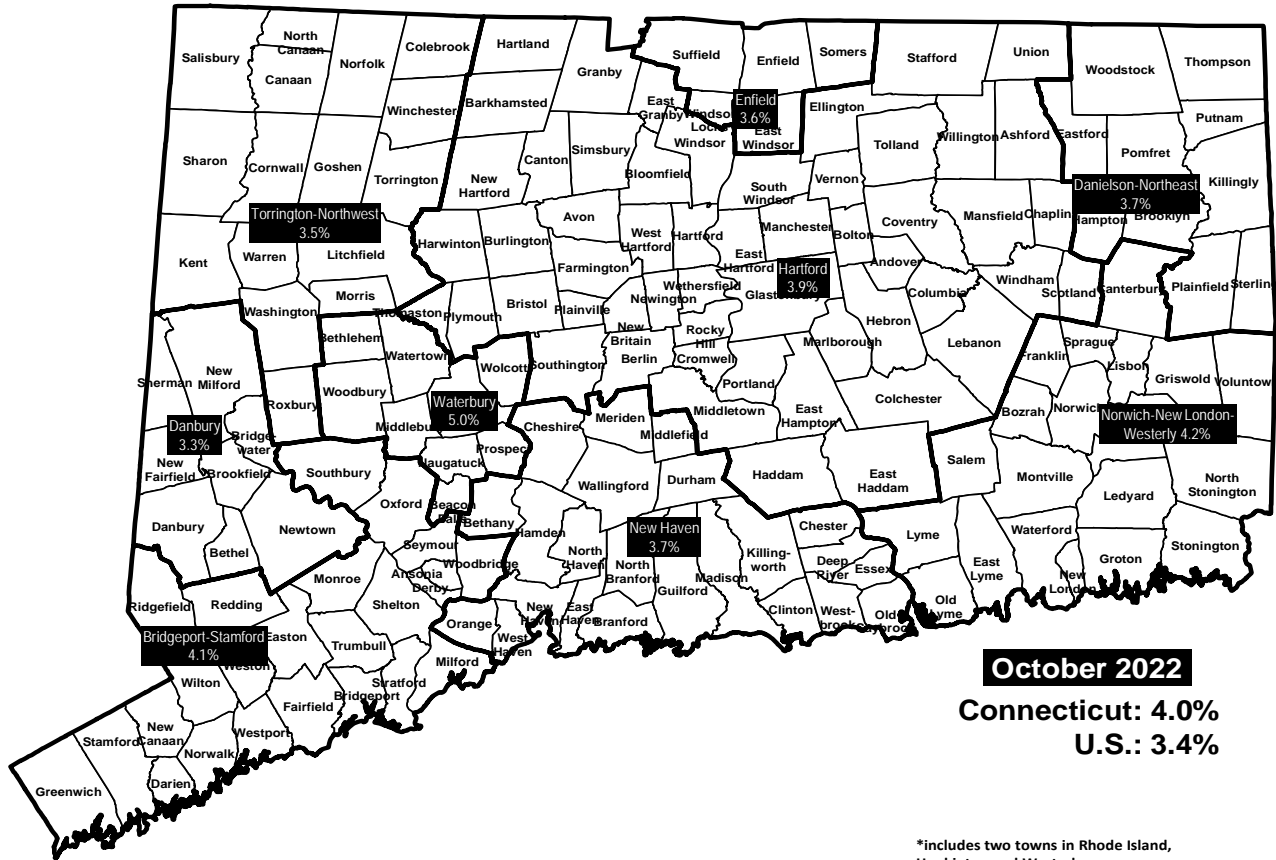 North
Canaan
Colebrook
Hartland
Salisbury
Norfolk
Canaan
Granby
Suffield
Enfield
Somers
Stafford
Union
Woodstock
Thompson
Winchester
Barkhamsted
East
Granby
Windsor
Locks
Enfield
3.6%
East
Windsor
Ellington
Willington
Ashford
Eastford
Putnam
Pomfret
Sharon
Cornwall
Goshen
Torrington
New
Hartford
Canton
Simsbury
Bloomfield
Windsor
Tolland
Vernon
South
Windsor
Killingly
Danielson-Northeast
3.7%
Hampton
Brooklyn
Torrington-Northwest
3.5%
Avon
West
Hartford
Hartford
Manchester
Bolton
Coventry
Mansfield
Chaplin
Kent
Warren
Litchfield
Harwinton
Burlington
Farmington
East
Hartford
Hartford
3.9%
Andover
Wethersfield
Glastonbury
Newington
Columbia
Windham
Scotland
Canterbury
Plainfield
Sterling
Washington
Morris
Thomaston
Plymouth
Bristol
Plainville
New
Britain
Rocky
Hill
Berlin
Cromwell
Hebron
Marlborough
Lebanon
Franklin
Sprague
Lisbon
Griswold
Voluntown
Bethlehem
Watertown
Wolcott
Southington
Sherman
New
Milford
Roxbury
Woodbury
Waterbury
5.0%
Middlebury
Portland
Middletown
East
Hampton
Colchester
Bozrah
Norwich
Norwich-New London-
Westerly 4.2%
Danbury
3.3%
Bridge-
water
Cheshire
Meriden
Middlefield
Prospect
Naugatuck
New
Fairfield
Brookfield
Southbury
Haddam
East
Haddam
Salem
Montville
North
Stonington
Ledyard
Wallingford
Durham
Oxford
Beacon
Falls
Bethany
Hamden
Danbury
Bethel
Newtown
Seymour
Woodbridge
North
Haven
New Haven
3.7%
North
Branford
Killing-
worth
Chester
Deep
River
Essex
Lyme
East
Lyme
Waterford
Groton
Stonington
New
London
Monroe
Ansonia
Derby
Shelton
Madison
Guilford
Ridgefield
Redding
Orange
New
Haven
West
Haven
East
Haven
Branford
Clinton
West-
brook
Old
Saybrook
Old
Lyme
Bridgeport-Stamford
4.1%
Easton
Weston
Trumbull
Milford
Stratford
Bridgeport
Fairfield
Wilton
New
Canaan
Westport
Norwalk
Stamford
Darien
Greenwich
October 2022
Connecticut: 4.0%
U.S.: 3.4%
*includes two towns in Rhode Island,